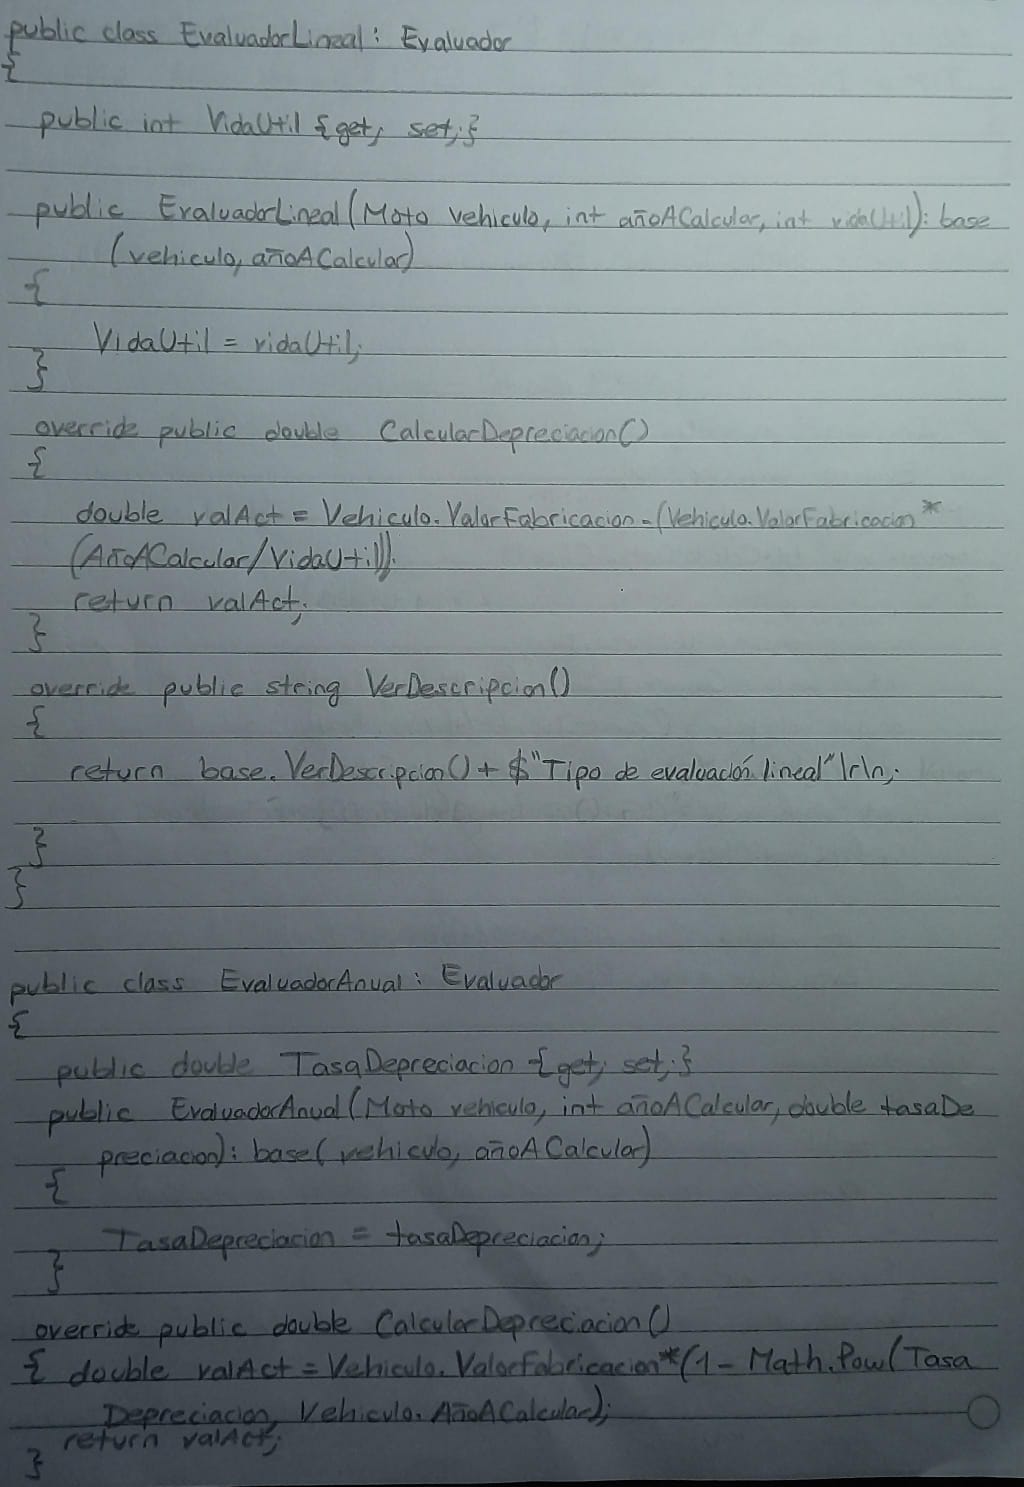 public class EvaluadorLineal : Evaluador
{
public int VidaUtil {get; set;}
public EvaluadorLineal(Moto vehiculo, int añoACalcular, int vidaUtil): base
(vehiculo, añoACalcular)
{
VidaUtil = vidaUtil;
}
override public double CalcularDepreciacion()
{
double valAct = Vehiculo.ValorFabricacion-(Vehiculo.ValorFabricacion*
(AñoACalcular/VidaUtil));
return valAct;
}
override public string VerDescripcion()
{
return base.VerDescripcion()+ $"Tipo de evaluación lineal"\r\n;
}
}
public class EvaluadorAnual : Evaluador
{
public double TasaDepreciacion {get; set;}
public EvaluadorAnual(Moto vehiculo, int añoACalcular, double tasaDe
preciacion): base( vehiculo, añoACalcular)
{
TasaDepreciacion = tasaDepreciacion;
}
override public double CalcularDepreciacion()
{ double valAct = Vehiculo.ValorFabricacion*(1- Math.Pow(Tasa
Depreciacion, Vehiculo.AñoACalcular);
return valAct;
}